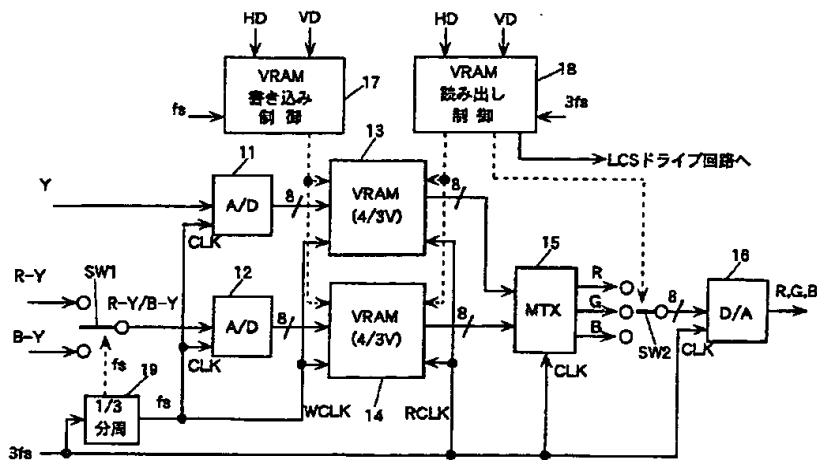 HD VD HD VD
VRAM
書き込み
制 御
17
VRAM
読み出し
制 御
18
fs
3fs
LCSドライブ回路へ
11
13
Y
A/D
8
VRAM
(4/3V)
8
CLK
15
16
12
R-Y
SW1
R-Y/B-Y
A/D
8
VRAM
(4/3V)
8
MTX
R
G
B
8
D/A
R,G,B
B-Y
SW2
CLK
CLK
CLK
fs
19
1/3
分周
fs
WCLK
14
RCLK
3fs